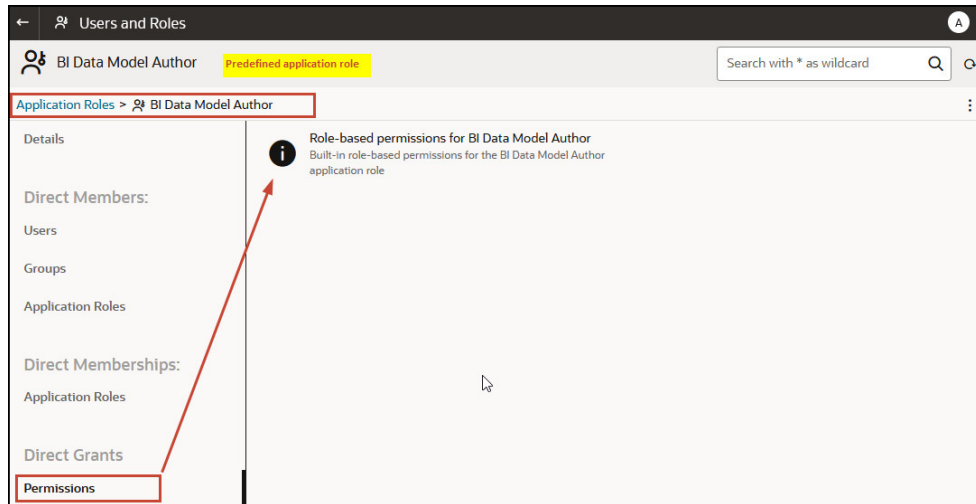 Users and Roles
A
BI Data Model Author
Predefined application role
Search with * as wildcard
Application Roles > BI Data Model Author
Details
Role-based permissions for BI Data Model Author
Built-in role-based permissions for the BI Data Model Author
application role
Direct Members:
Users
Groups
Application Roles
Direct Memberships:
Application Roles
Direct Grants
Permissions